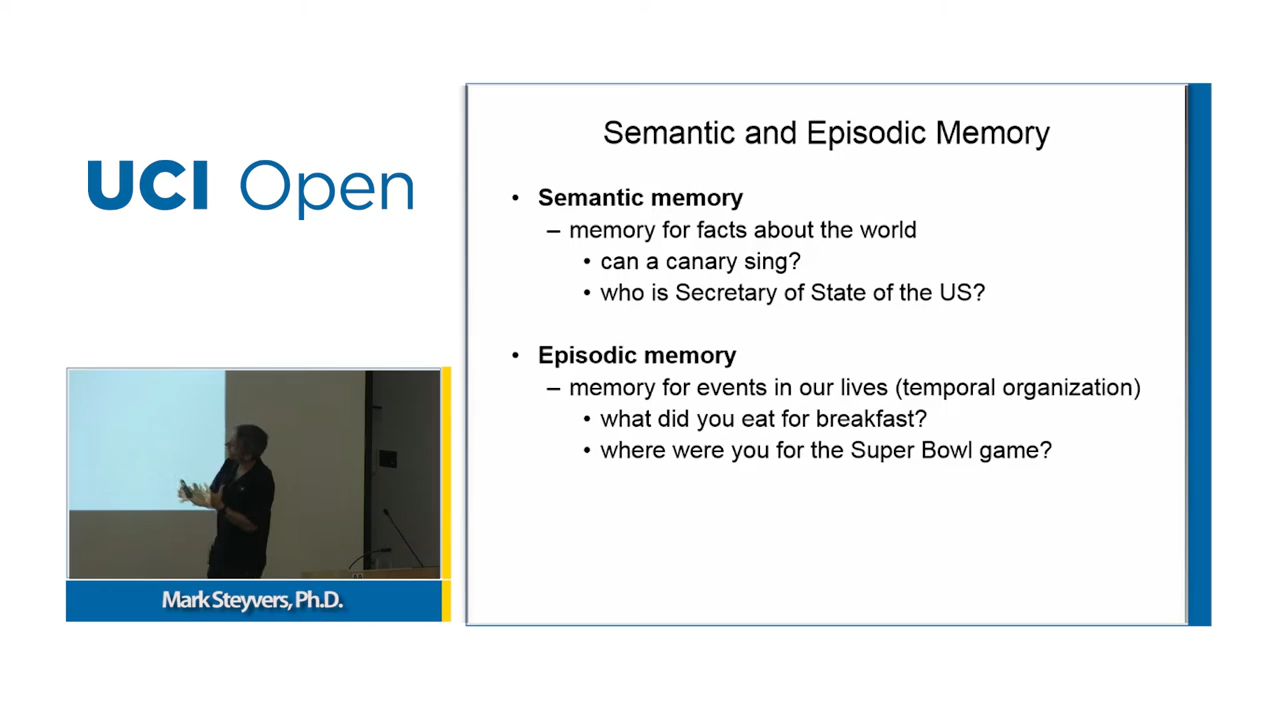 UCI Open
Semantic and Episodic Memory
• Semantic memory
– memory for facts about the world
• can a canary sing?
• who is Secretary of State of the US?
• Episodic memory
– memory for events in our lives (temporal organization)
• what did you eat for breakfast?
• where were you for the Super Bowl game?
Mark Steyvers, Ph.D.